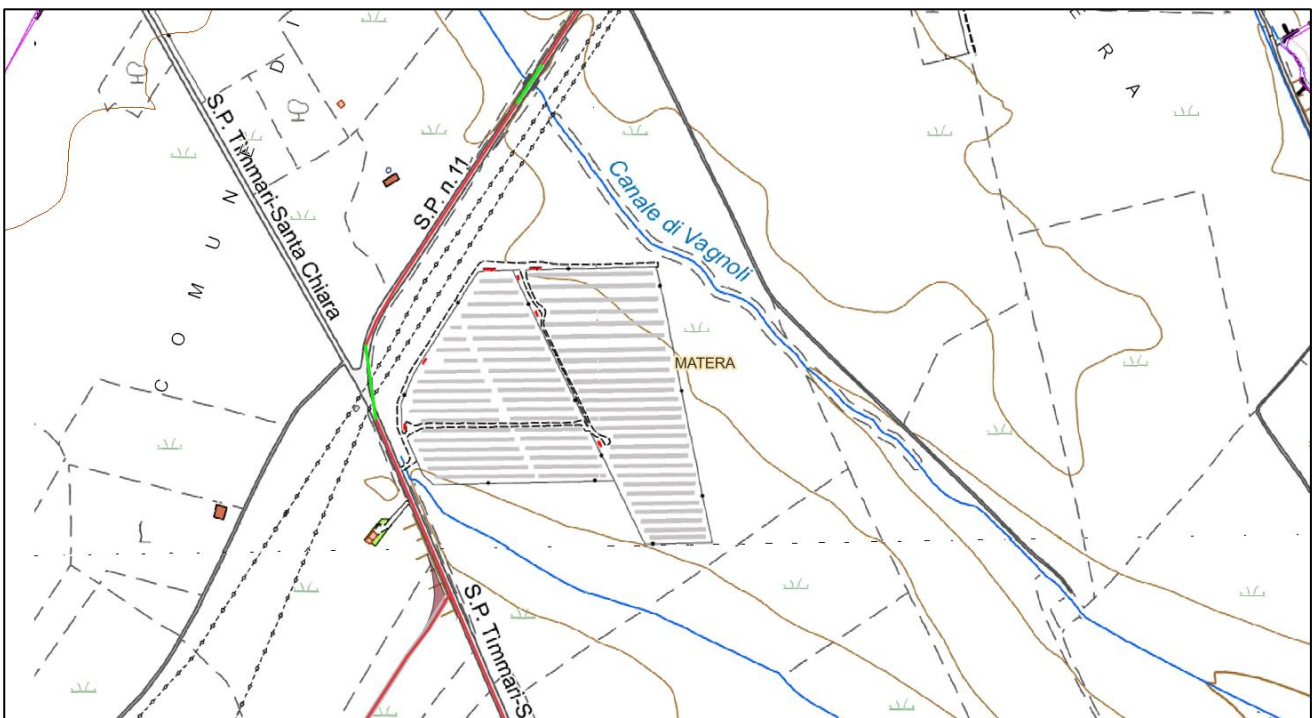 C O M U N E D I
S.P. Timmari-Santa Chiara
S.P. n.11
Canale di Vagnoli
E R A
MATERA
S.P. Timmari-S